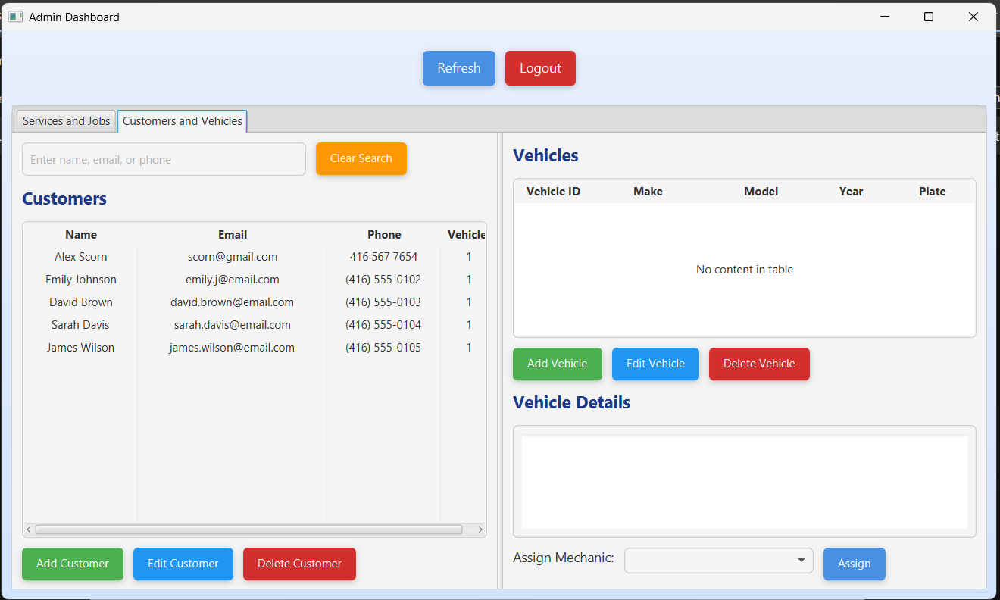 Admin Dashboard
Refresh Logout
Services and Jobs Customers and Vehicles
Enter name, email, or phone Clear Search
Customers
Name Email Phone Vehicle
Alex Scorn scorn@gmail.com 416 567 7654 1
Emily Johnson emily.j@email.com (416) 555-0102 1
David Brown david.brown@email.com (416) 555-0103 1
Sarah Davis sarah.davis@email.com (416) 555-0104 1
James Wilson james.wilson@email.com (416) 555-0105 1
Add Customer Edit Customer Delete Customer
Vehicles
Vehicle ID Make Model Year Plate
No content in table
Add Vehicle Edit Vehicle Delete Vehicle
Vehicle Details
Assign Mechanic: Assign